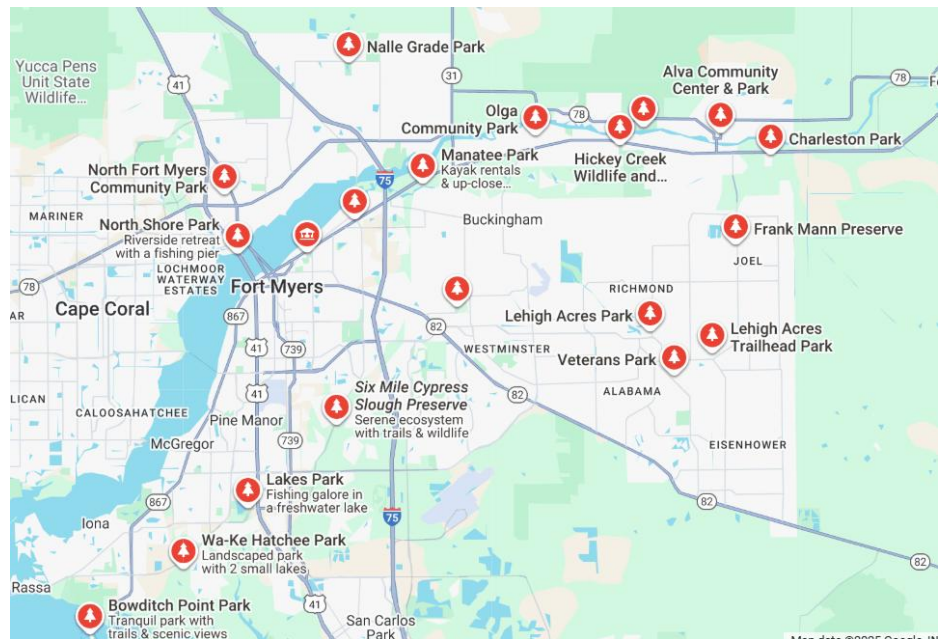 Nalle Grade Park
Yucca Pens
Unit State
Wildlife...
41
31
Alva Community
Center & Park
78
Fo
Olga
Community Park
78
Charleston Park
Hickey Creek
Wildlife and...
Manatee Park
Kayak rentals
& up-close...
North Fort Myers
Community Park
75
MARINER
Buckingham
North Shore Park
Riverside retreat
with a fishing pier
Frank Mann Preserve
JOEL
LOCHMOOR
WATERWAY
ESTATES
78
Fort Myers
RICHMOND
Cape Coral
AR
867
82
Lehigh Acres Park
Lehigh Acres
Trailhead Park
41
739
WESTMINSTER
Veterans Park
82
ALABAMA
Six Mile Cypress
Slough Preserve
Serene ecosystem
with trails & wildlife
41
82
LICAN
CALOOSAHATCHEE
Pine Manor
McGregor
739
EISENHOWER
Lakes Park
Fishing galore in
a freshwater lake
867
82
75
Iona
Wa-Ke Hatchee Park
Landscaped park
with 2 small lakes
82
Rassa
Bowditch Point Park
Tranquil park with
trails & scenic views
41
San Carlos
Park